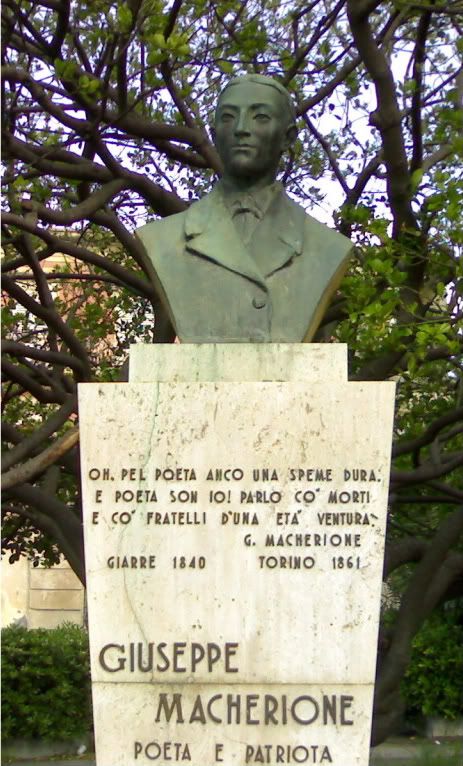 OH, PEL POETA ANCO UNA SPEME DURA.
E POETA SON IO! PARLO CO' MORTI
E CO' FRATELLI D'UNA ETA' VENTURA.
G. MACHERIONE
GIARRE 1840 TORINO 1861
GIUSEPPE
MACHERIONE
POETA E PATRIOTA